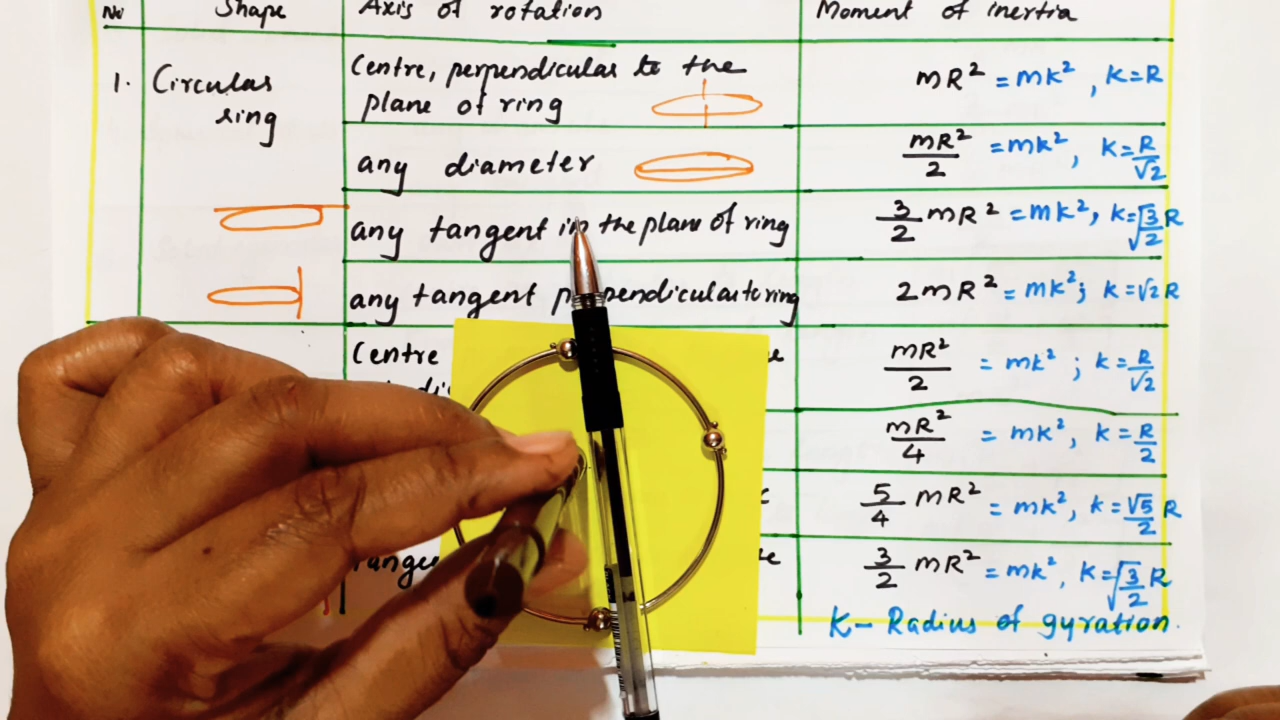 No Shape Axis of rotation Moment of inertia
1. Circular ring Centre, perpendicular to the plane of ring mR² = mk², k=R
any diameter mR²/2 = mk², k=R/√2
any tangent in the plane of ring 3/2 mR² = mk², k=√3/2 R
any tangent perpendicular to ring 2mR² = mk²; k=√2R
Centre mR²/2 = mk²; k=R/√2
mR²/4 = mk², k=R/2
5/4 mR² = mk², k=√5/2 R
3/2 mR² = mk², k=√3/2 R
K- Radius of gyration.